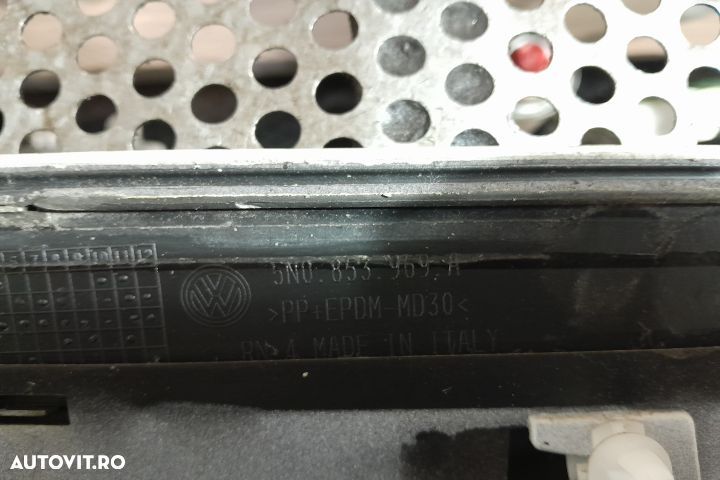 5N0.853.969.A
>PP+EPDM-MD30<
MADE IN ITALY
AUTOVIT.RO